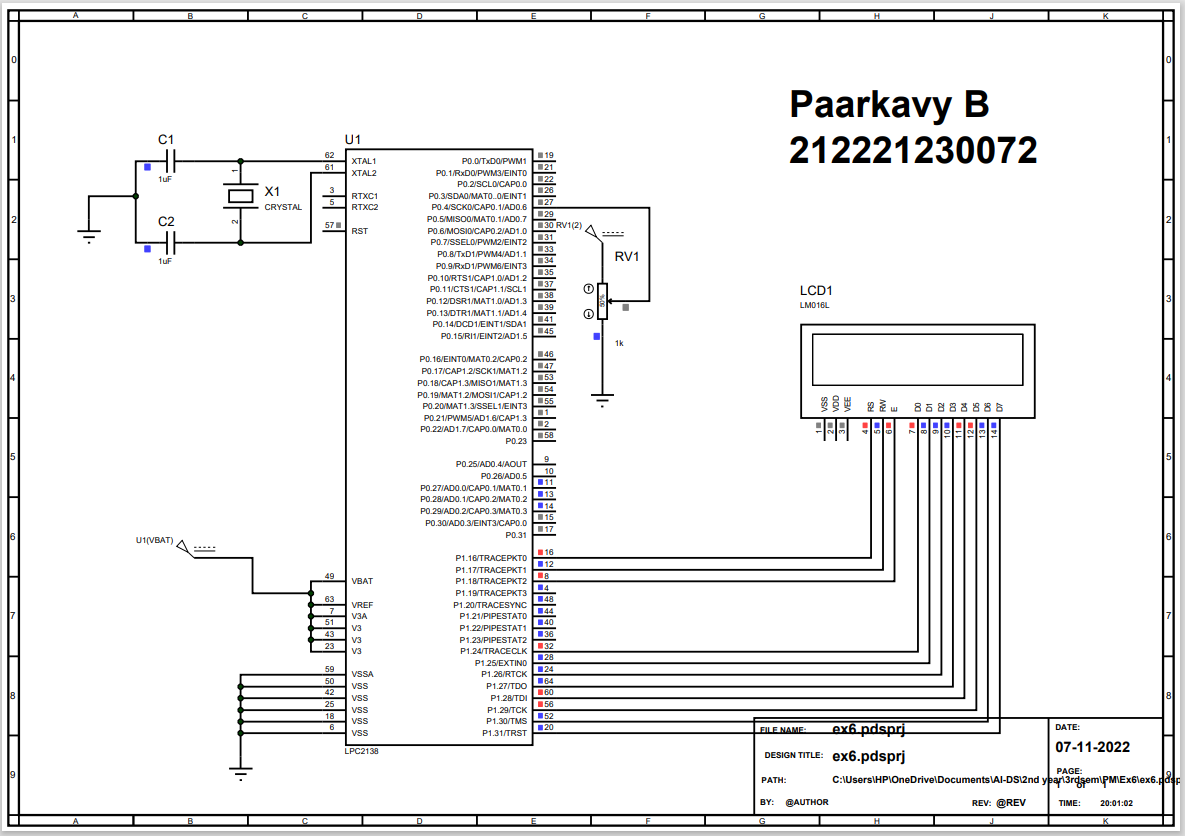 A B C D E F G H J K
0 0
Paarkavy B
212221230072
1 1
C1
1uF
X1
CRYSTAL
1
2
C2
1uF
2 2
U1
62 XTAL1
61 XTAL2
3 RTXC1
5 RTXC2
57 RST
P0.0/TxD0/PWM1 19
P0.1/RxD0/PWM3/EINT0 21
P0.2/SCL0/CAP0.0 22
P0.3/SDA0/MAT0..0/EINT1 26
P0.4/SCK0/CAP0.1/AD0.6 27
P0.5/MISO0/MAT0.1/AD0.7 29
P0.6/MOSI0/CAP0.2/AD1.0 30
P0.7/SSEL0/PWM2/EINT2 31
P0.8/TxD1/PWM4/AD1.1 33
P0.9/RxD1/PWM6/EINT3 34
P0.10/RTS1/CAP1.0/AD1.2 35
P0.11/CTS1/CAP1.1/SCL1 37
P0.12/DSR1/MAT1.0/AD1.3 38
P0.13/DTR1/MAT1.1/AD1.4 39
P0.14/DCD1/EINT1/SDA1 41
P0.15/RI1/EINT2/AD1.5 45
P0.16/EINT0/MAT0.2/CAP0.2 46
P0.17/CAP1.2/SCK1/MAT1.2 47
P0.18/CAP1.3/MISO1/MAT1.3 53
P0.19/MAT1.2/MOSI1/CAP1.2 54
P0.20/MAT1.3/SSEL1/EINT3 55
P0.21/PWM5/AD1.6/CAP1.3 1
P0.22/AD1.7/CAP0.0/MAT0.0 2
P0.23 58
P0.25/AD0.4/AOUT 9
P0.26/AD0.5 10
P0.27/AD0.0/CAP0.1/MAT0.1 11
P0.28/AD0.1/CAP0.2/MAT0.2 13
P0.29/AD0.2/CAP0.3/MAT0.3 14
P0.30/AD0.3/EINT3/CAP0.0 15
P0.31 17
P1.16/TRACEPKT0 16
P1.17/TRACEPKT1 12
P1.18/TRACEPKT2 8
P1.19/TRACEPKT3 4
P1.20/TRACESYNC 48
P1.21/PIPESTAT0 44
P1.22/PIPESTAT1 40
P1.23/PIPESTAT2 36
P1.24/TRACECLK 32
P1.25/EXTIN0 28
P1.26/RTCK 24
P1.27/TDO 64
P1.28/TDI 60
P1.29/TCK 56
P1.30/TMS 52
P1.31/TRST 20
RV1(2)
RV1
50%
1k
3 3
LCD1
LM016L
4 4
VSS VDD VEE RS RW E D0 D1 D2 D3 D4 D5 D6 D7
1 2 3 4 5 6 7 8 9 10 11 12 13 14
5 5
6 6
U1(VBAT)
49 VBAT
63 VREF
7 V3A
51 V3
43 V3
23 V3
7 7
59 VSSA
50 VSS
42 VSS
25 VSS
18 VSS
6 VSS
LPC2138
8 8
9 9
FILE NAME: ex6.pdsprj
DESIGN TITLE: ex6.pdsprj
PATH: C:\Users\HP\OneDrive\Documents\AI-DS\2nd year\3rdsem\PM\Ex6\ex6.pdsp
BY: @AUTHOR REV: @REV
DATE:
07-11-2022
PAGE:
1 of 1
TIME: 20:01:02
A B C D E F G H J K